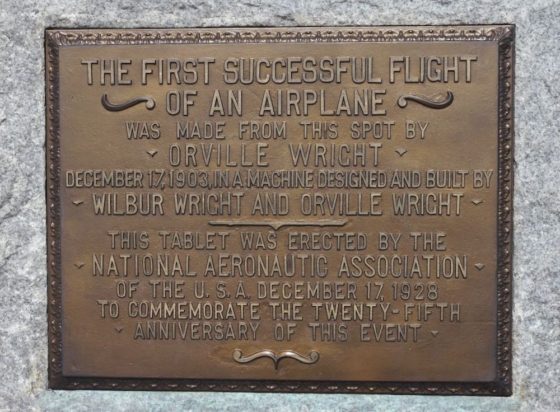 THE FIRST SUCCESSFUL FLIGHT
OF AN AIRPLANE
WAS MADE FROM THIS SPOT BY
ORVILLE WRIGHT
DECEMBER 17, 1903, IN A MACHINE DESIGNED AND BUILT BY
WILBUR WRIGHT AND ORVILLE WRIGHT
THIS TABLET WAS ERECTED BY THE
NATIONAL AERONAUTIC ASSOCIATION
OF THE U. S. A. DECEMBER 17, 1928
TO COMMEMORATE THE TWENTY-FIFTH
ANNIVERSARY OF THIS EVENT